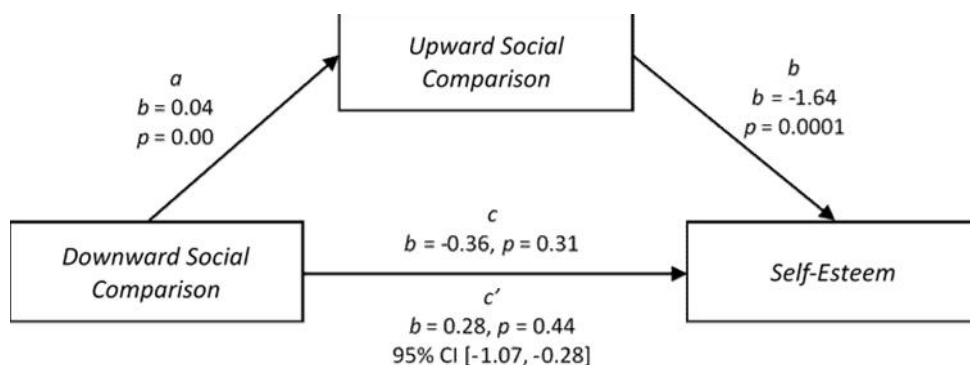 Upward Social
Comparison
a
b = 0.04
p = 0.00
b
b = -1.64
p = 0.0001
c
b = -0.36, p = 0.31
Downward Social
Comparison
Self-Esteem
c’
b = 0.28, p = 0.44
95% CI [-1.07, -0.28]